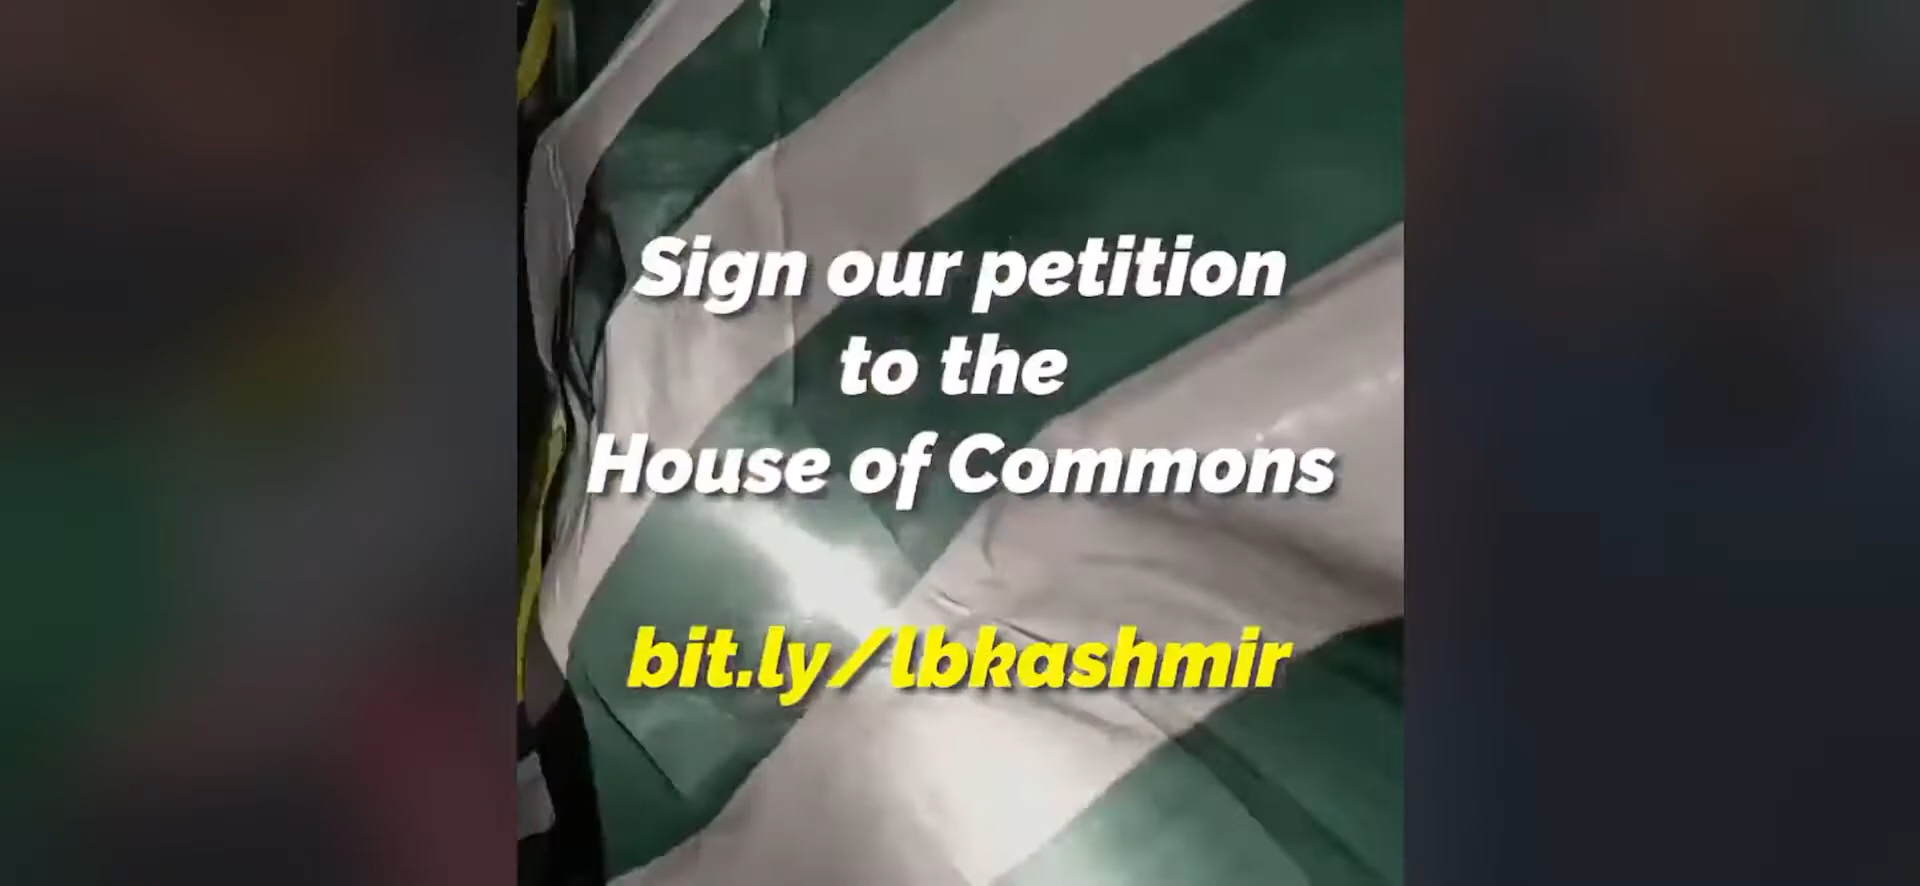 Sign our petition
to the
House of Commons
bit.ly/lbkashmir